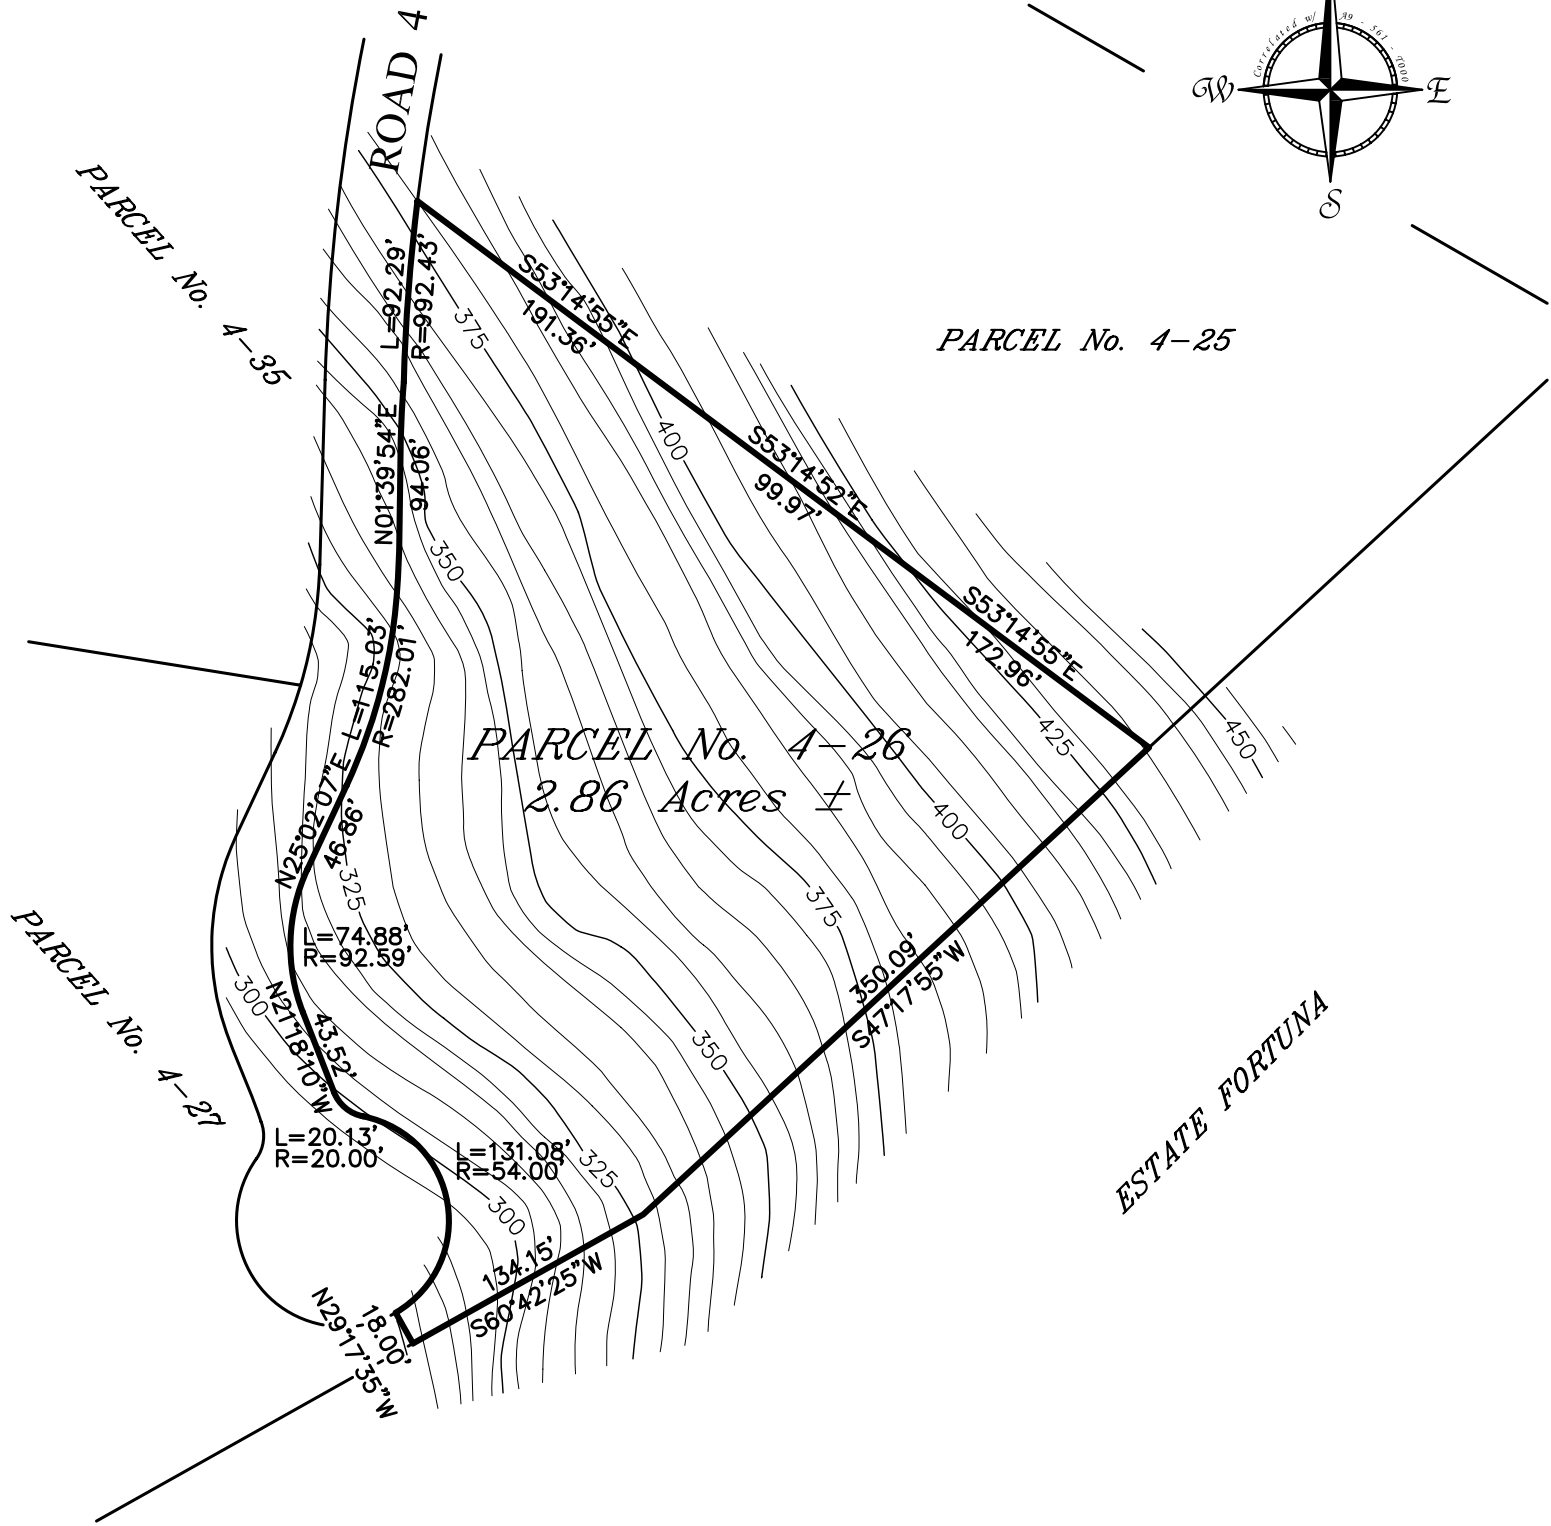 ROAD 4
Correlated w/ A9 - 561 - T000
W
E
S
PARCEL No. 4-35
L=92.29'
R=992.43'
S53°14'55"E
191.36'
375
PARCEL No. 4-25
400
S53°14'52"E
99.97'
N01°39'54"E
94.06'
350
S53°14'55"E
172.96'
L=115.03'
R=282.01'
425
450
PARCEL No. 4-26
2.86 Acres ±
N25°02'07"E
46.86'
400
325
375
L=74.88'
R=92.59'
350.09'
S47°17'55"W
PARCEL No. 4-27
300
N21°18'10"W
43.52'
350
ESTATE FORTUNA
L=20.13'
R=20.00'
L=131.08'
R=54.00'
325
300
134.15'
S60°42'25"W
18.00'
N29°17'35"W